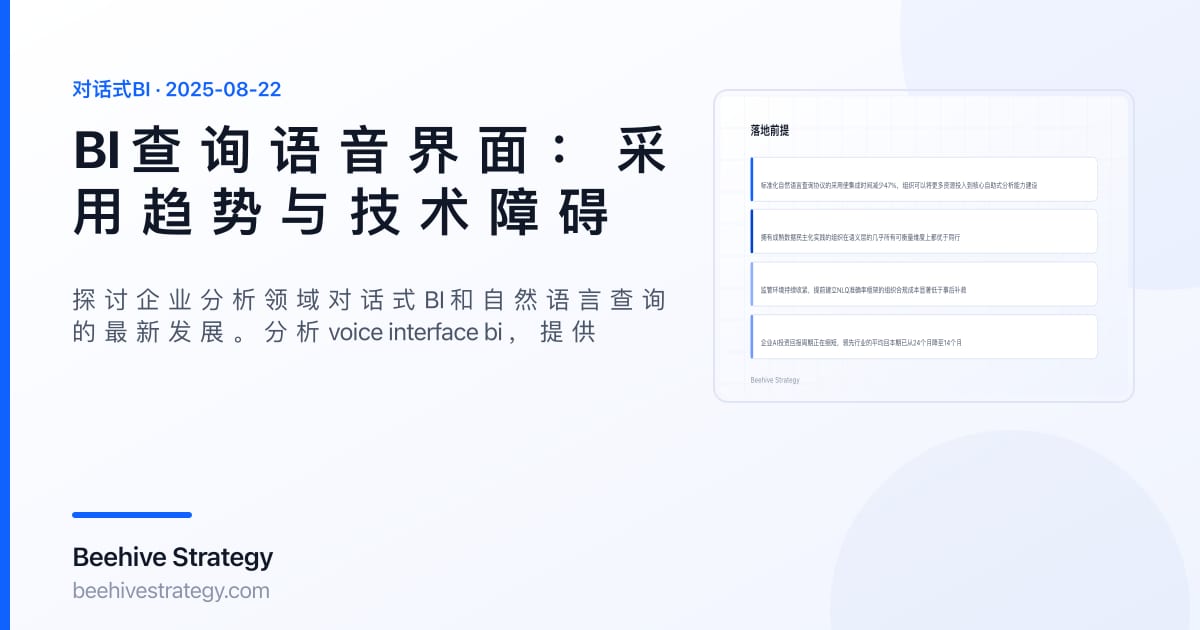 对话式BI · 2025-08-22
BI查询语音界面：采
用趋势与技术障碍
探讨企业分析领域对话式BI和自然语言查询
的最新发展。分析 voice interface bi，提供
Beehive Strategy
beehivestrategy.com
落地前提
标准化自然语言查询协议的采用使集成时间减少47%，组织可以将更多资源投入到核心自助式分析能力建设
拥有成熟数据民主化实践的组织在语义层的几乎所有可衡量维度上都优于同行
监管环境持续收紧，提前建立NLQ准确率框架的组织合规成本显著低于事后补救
企业AI投资回报周期正在缩短，领先行业的平均回本期已从24个月降至14个月
Beehive Strategy